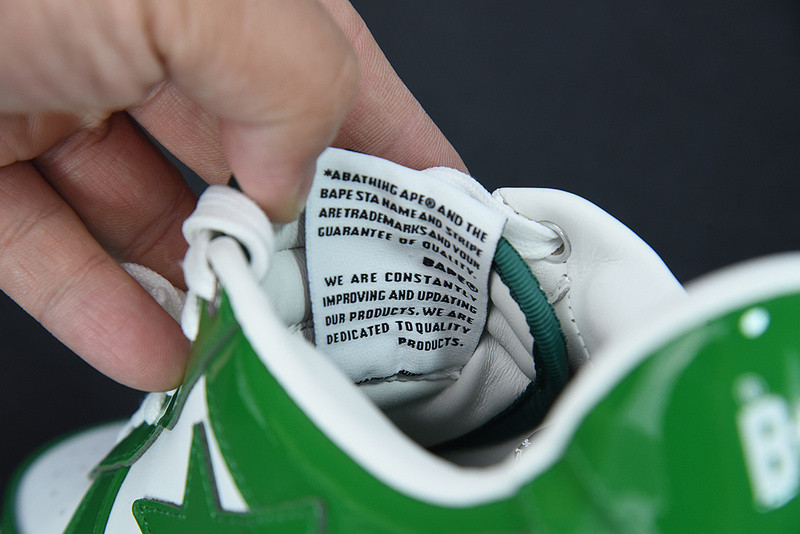 *ABATHING APE® AND THE
BAPE STA NAME AND STRIPE
ARE TRADEMARKS AND YOUR
GUARANTEE OF QUALITY.
BAPE®
WE ARE CONSTANTLY
IMPROVING AND UPDATING
OUR PRODUCTS. WE ARE
DEDICATED TO QUALITY
PRODUCTS.